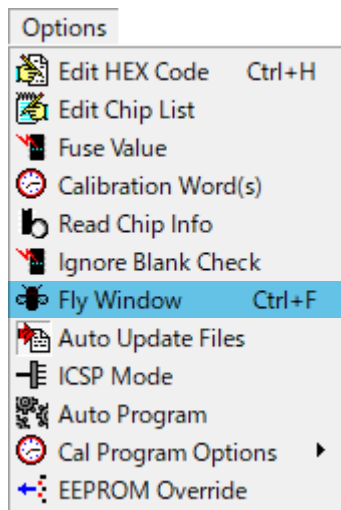 Options
Edit HEX Code Ctrl+H
Edit Chip List
Fuse Value
Calibration Word(s)
Read Chip Info
Ignore Blank Check
Fly Window Ctrl+F
Auto Update Files
ICSP Mode
Auto Program
Cal Program Options
EEPROM Override